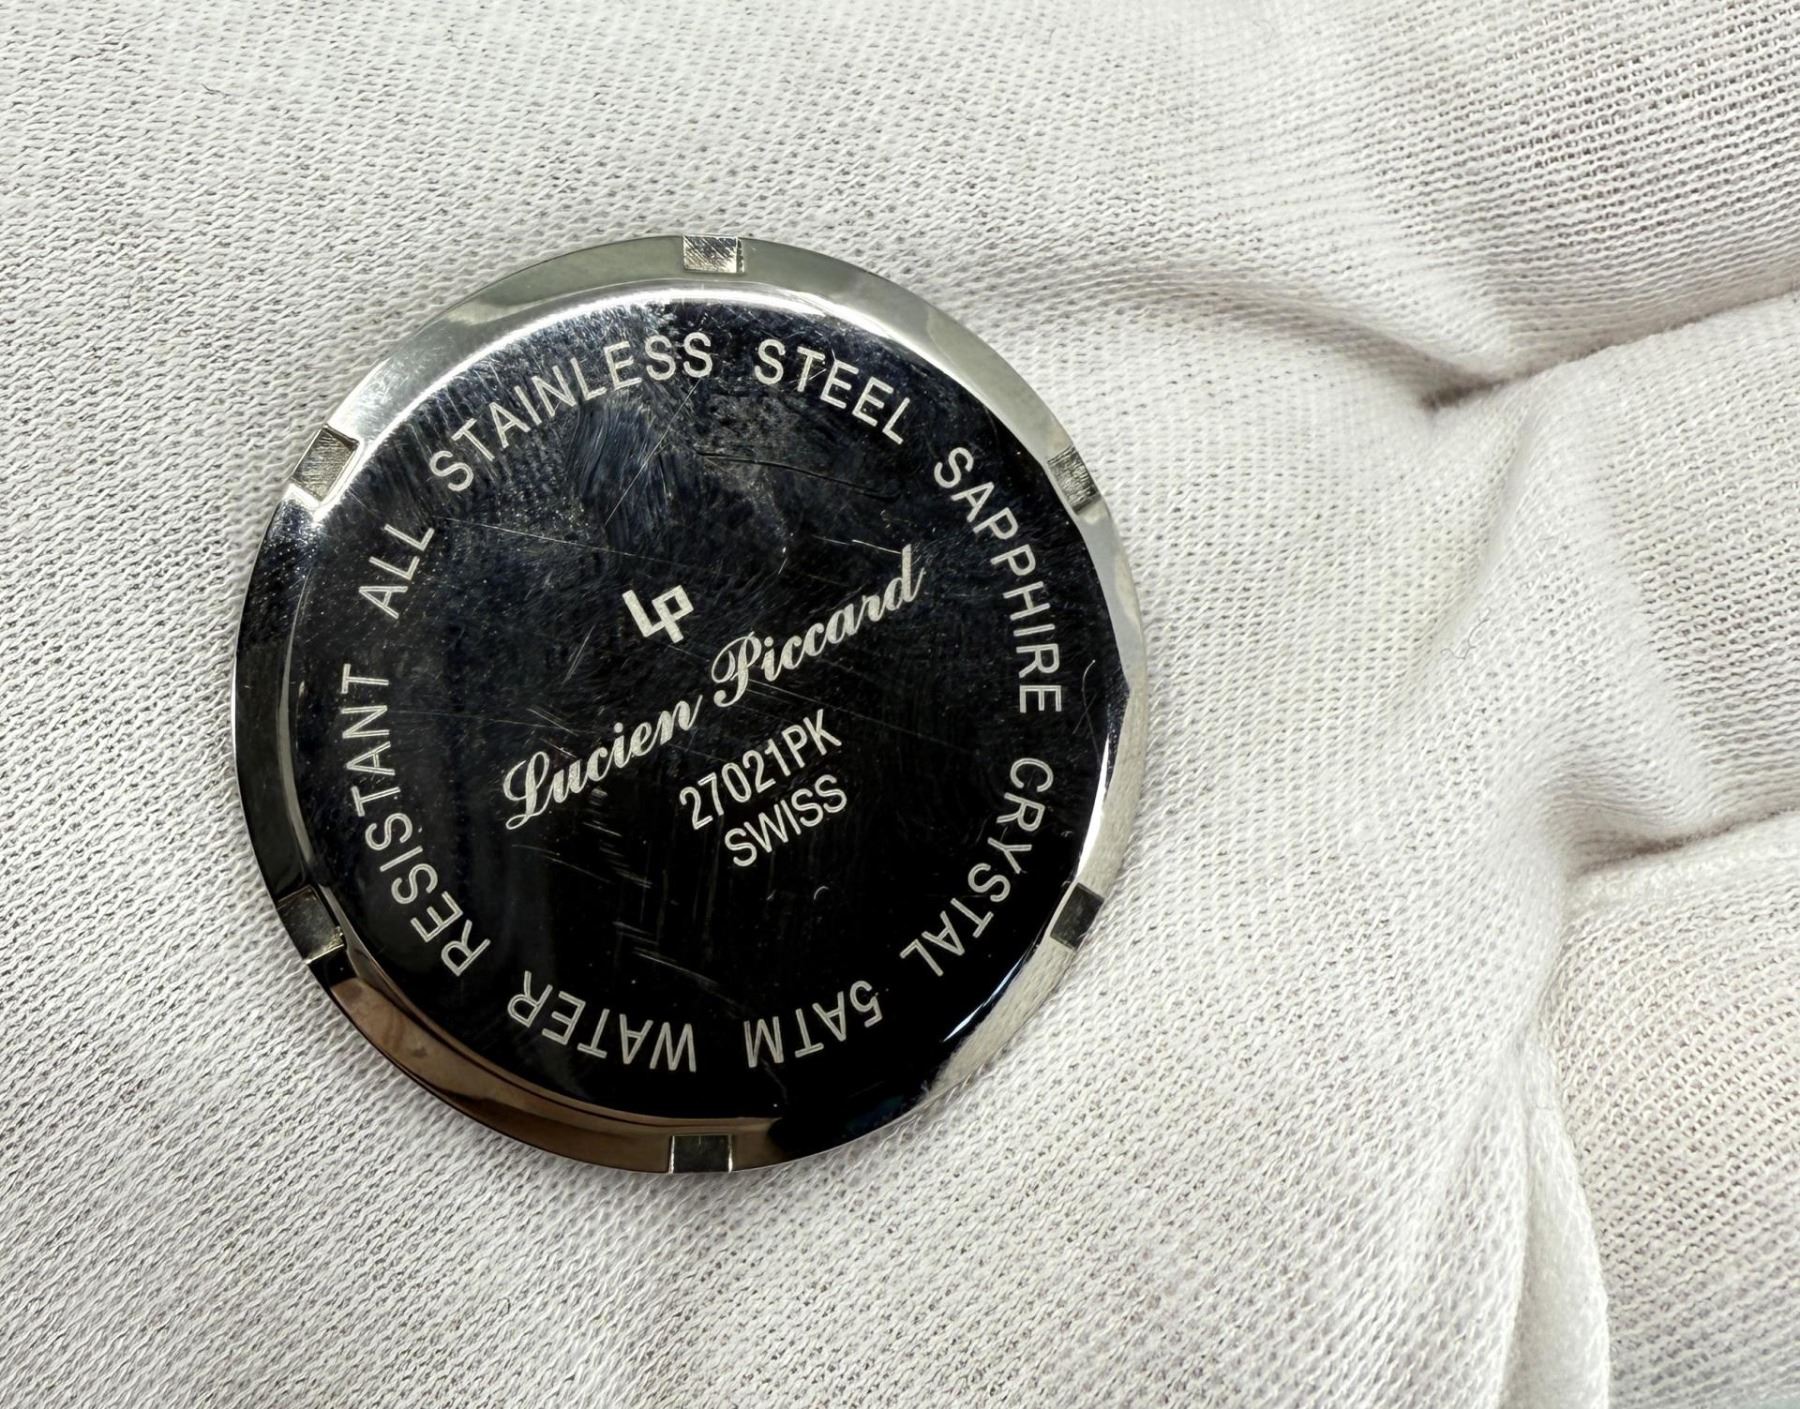 ALL STAINLESS STEEL SAPPHIRE CRYSTAL 5ATM WATER RESISTANT
LP
Lucien Piccard
27021PK
SWISS